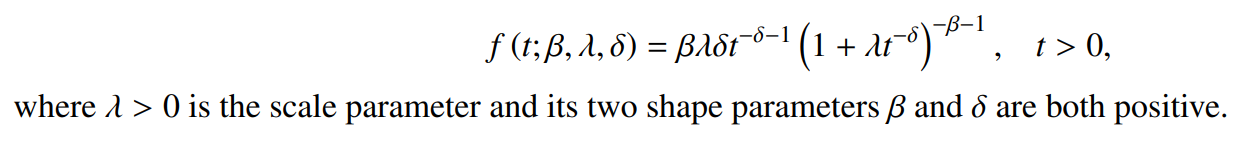 f (t; β, λ, δ) = βλδt^{−δ−1} (1 + λt^{−δ})^{−β−1}, t > 0,
where λ > 0 is the scale parameter and its two shape parameters β and δ are both positive.